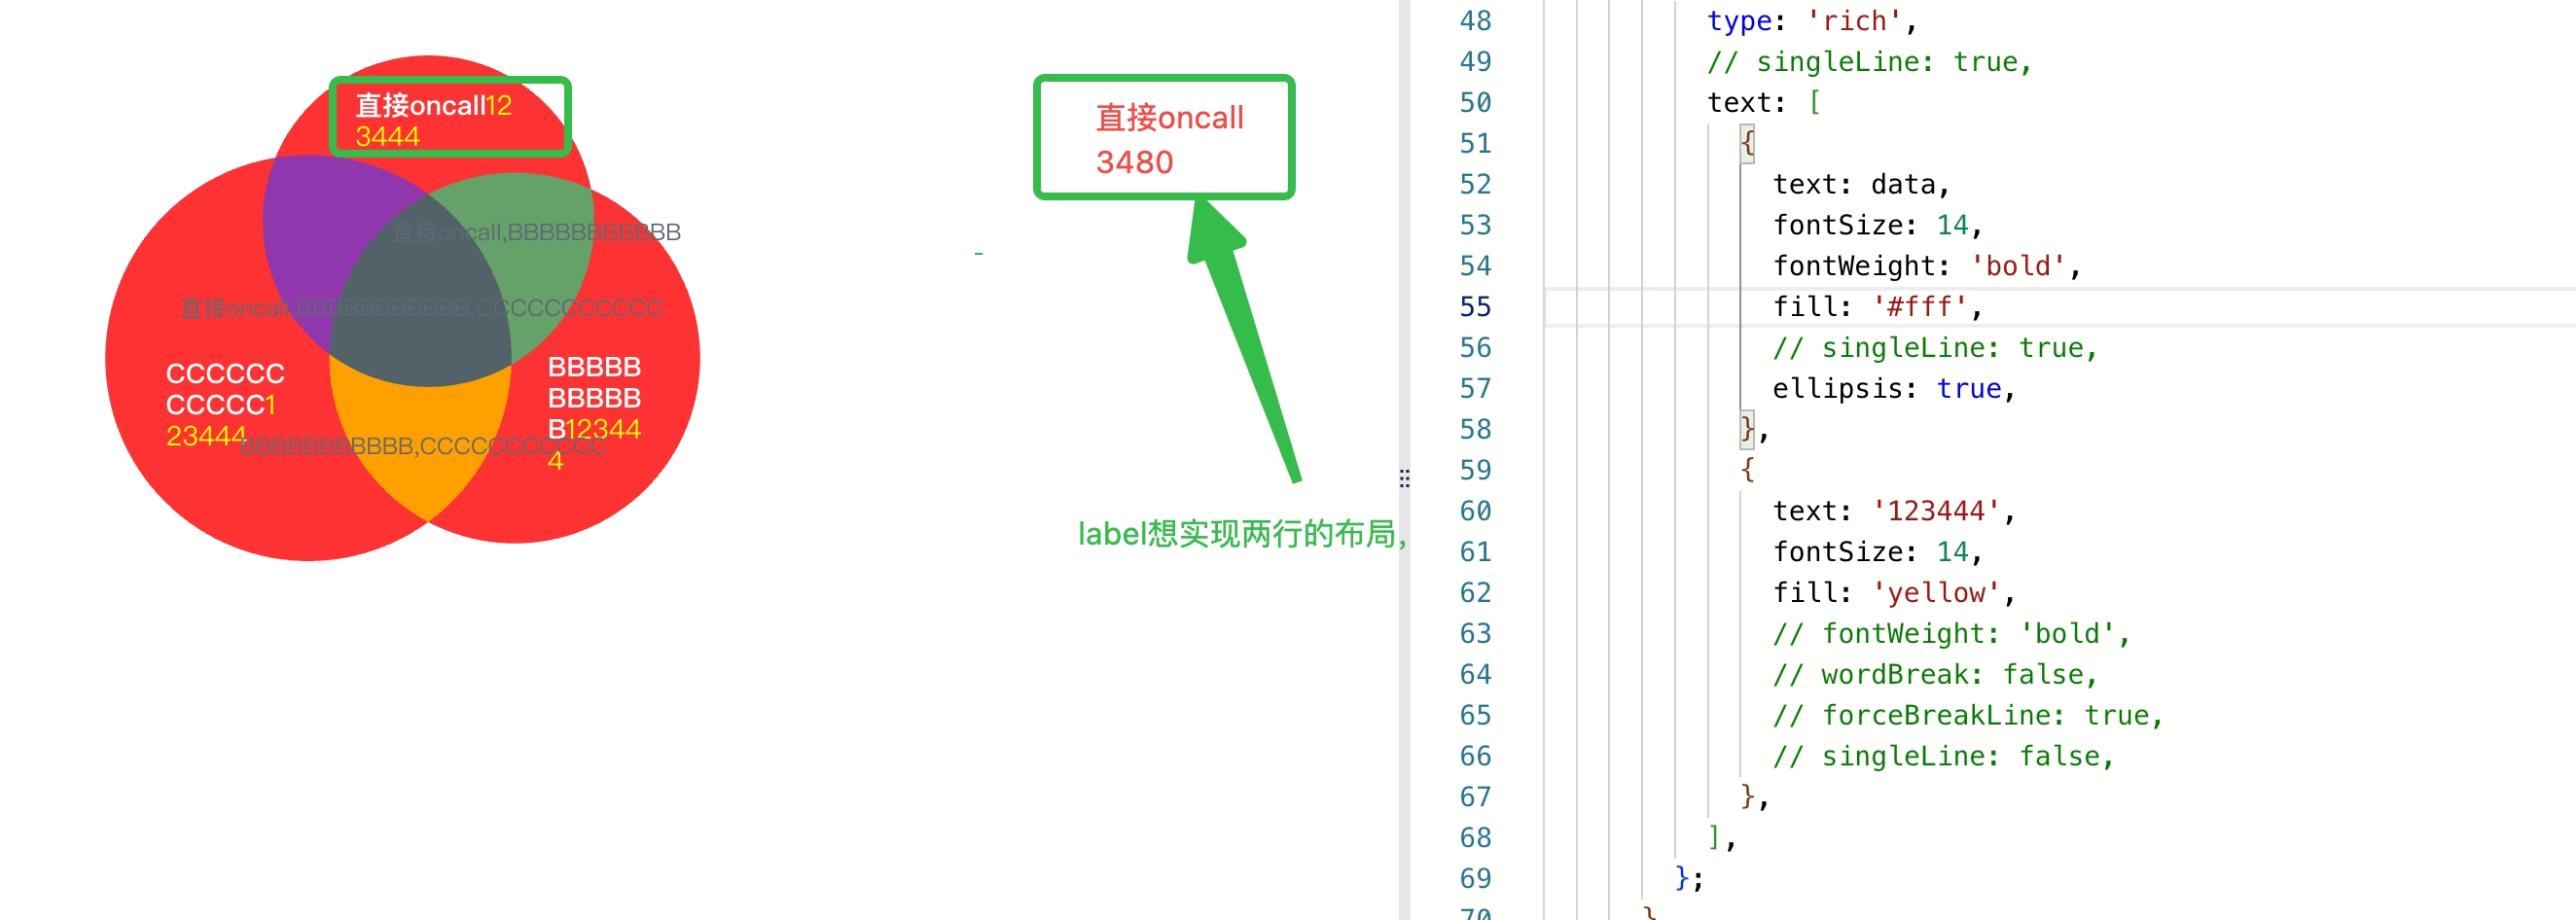 直接oncall12
3444
直接oncall,BBBBBBBBBBB
直接oncall,BBBBBBBBBBB,CCCCCCCCCCC
CCCCCC
CCCCC1
23444
BBBBB
BBBBB
B12344
4
BBBBBBBBBBB,CCCCCCCCCCC
直接oncall
3480
label想实现两行的布局,
48 type: 'rich',
49 // singleLine: true,
50 text: [
51 {
52 text: data,
53 fontSize: 14,
54 fontWeight: 'bold',
55 fill: '#fff',
56 // singleLine: true,
57 ellipsis: true,
58 },
59 {
60 text: '123444',
61 fontSize: 14,
62 fill: 'yellow',
63 // fontWeight: 'bold',
64 // wordBreak: false,
65 // forceBreakLine: true,
66 // singleLine: false,
67 },
68 ],
69 };
70 }